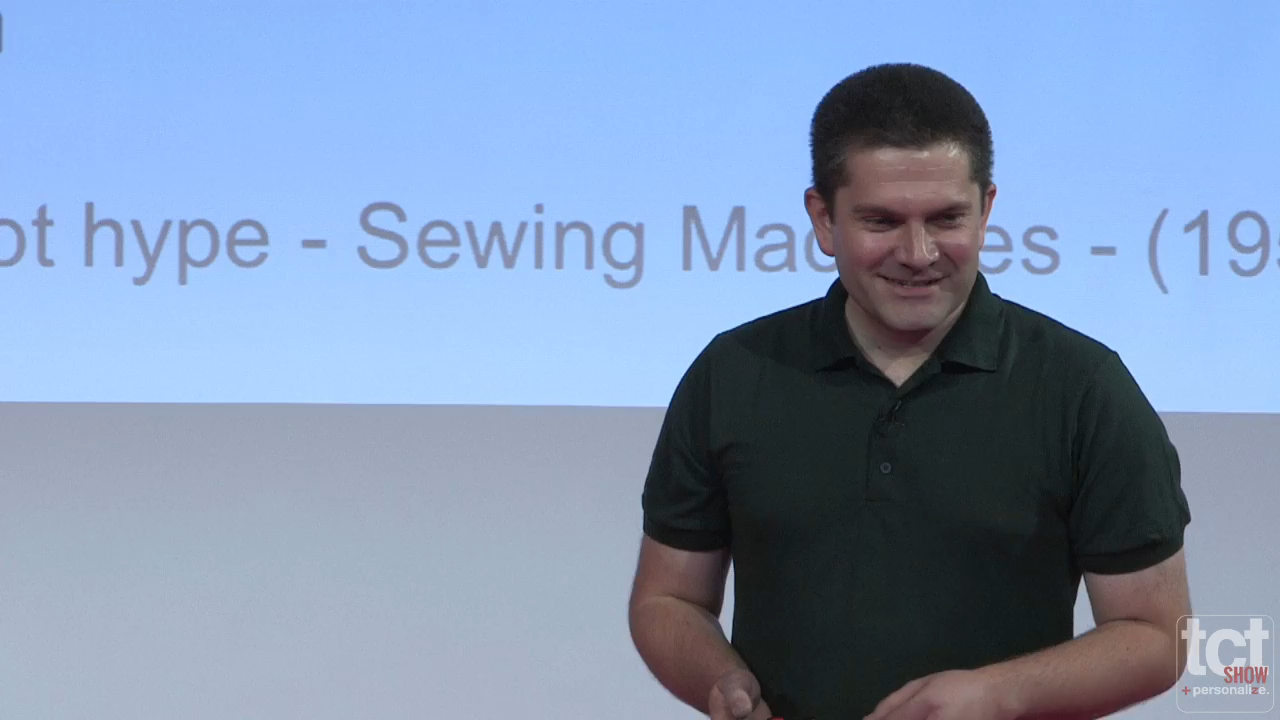 ot hype - Sewing Mac es - (19
tct
SHOW
+ personalize.